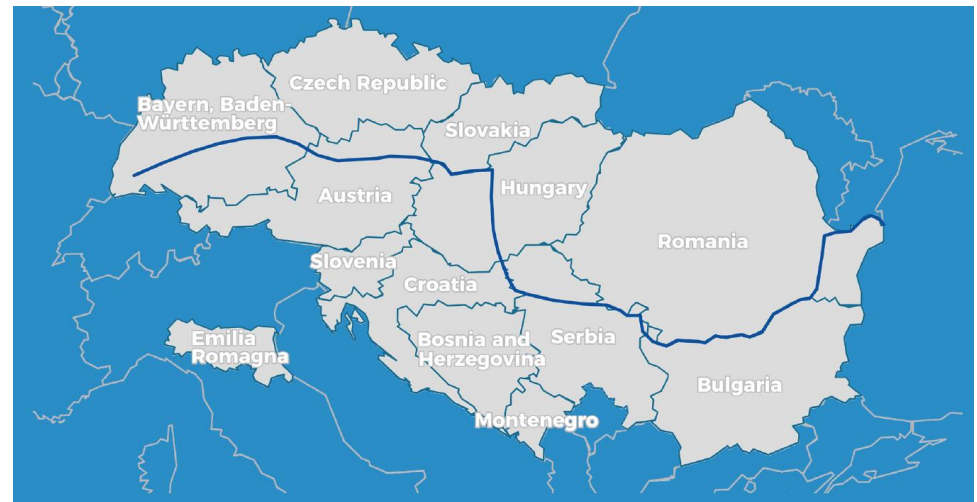 Czech Republic
Bayern, Baden-
Württemberg
Slovakia
Austria
Hungary
Romania
Slovenia
Croatia
Emilia
Romagna
Bosnia and
Herzegovina
Serbia
Bulgaria
Montenegro